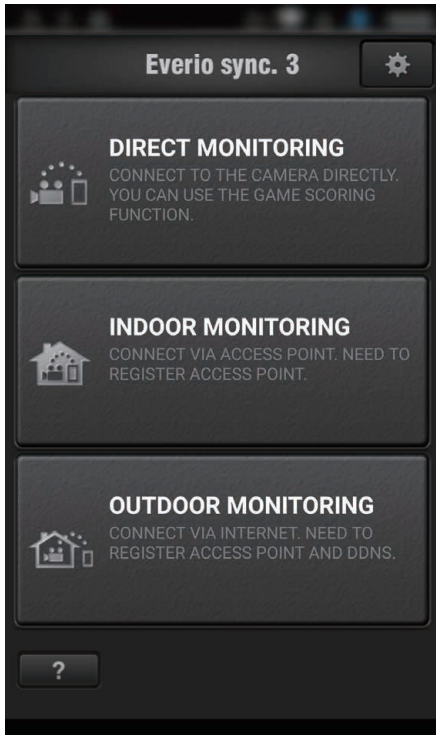 Everio sync. 3
DIRECT MONITORING
CONNECT TO THE CAMERA DIRECTLY.
YOU CAN USE THE GAME SCORING
FUNCTION.
INDOOR MONITORING
CONNECT VIA ACCESS POINT. NEED TO
REGISTER ACCESS POINT.
OUTDOOR MONITORING
CONNECT VIA INTERNET. NEED TO
REGISTER ACCESS POINT AND DDNS.
?